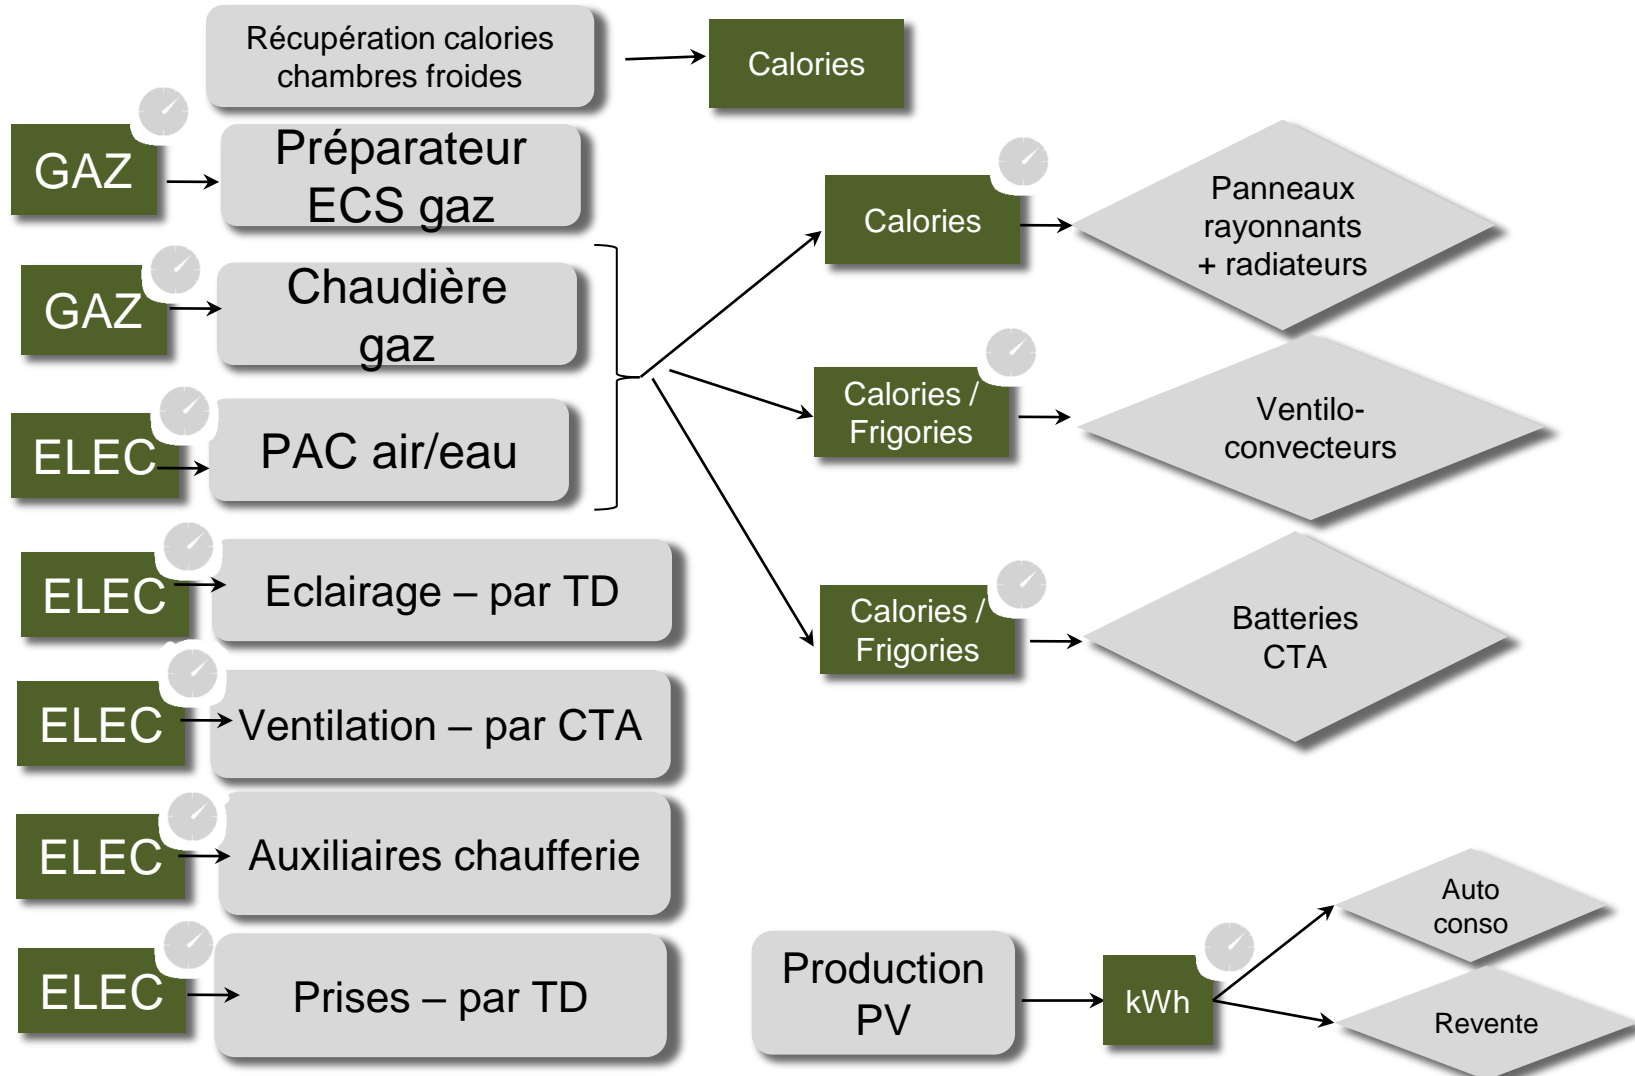 Récupération calories
chambres froides
Calories
GAZ
Préparateur
ECS gaz
GAZ
Chaudière
gaz
ELEC
PAC air/eau
ELEC
Eclairage – par TD
ELEC
Ventilation – par CTA
ELEC
Auxiliaires chaufferie
ELEC
Prises – par TD
Calories
Panneaux
rayonnants
+ radiateurs
Calories /
Frigories
Ventilo-
convecteurs
Calories /
Frigories
Batteries
CTA
Production
PV
kWh
Auto
conso
Revente